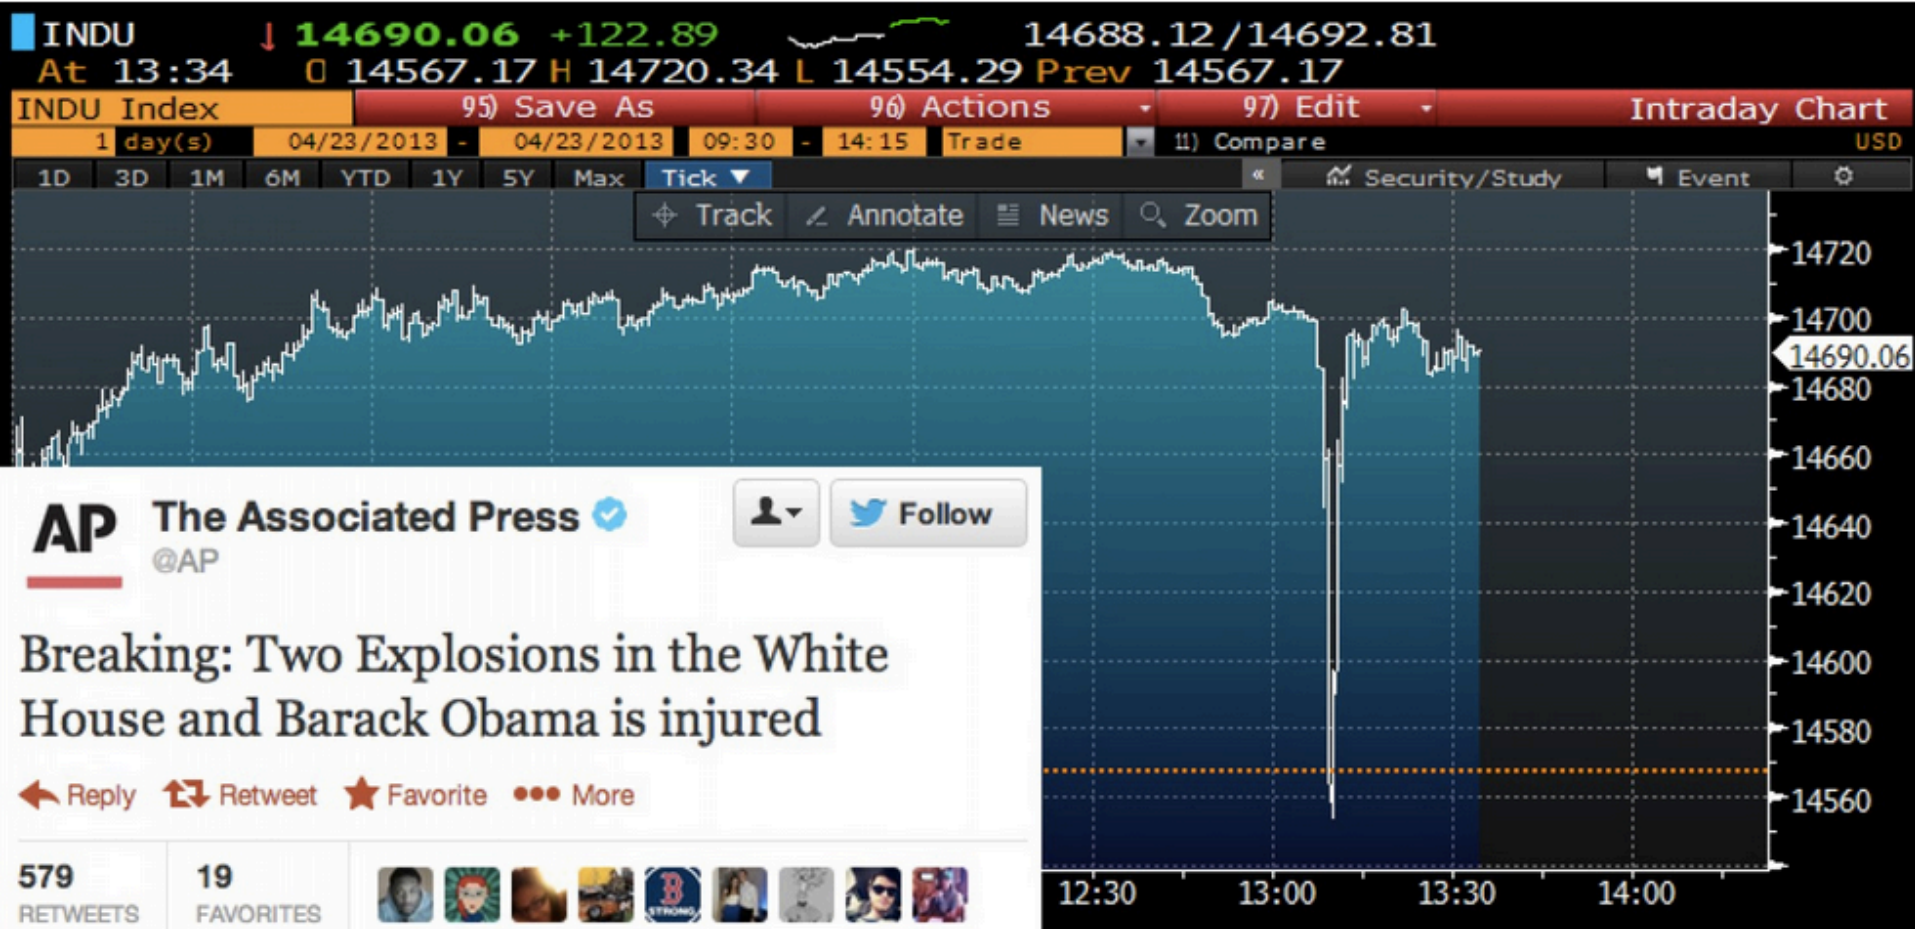 INDU ↓ 14690.06 +122.89 14688.12/14692.81
At 13:34 O 14567.17 H 14720.34 L 14554.29 Prev 14567.17
INDU Index 95) Save As 96) Actions 97) Edit Intraday Chart
1 day(s) 04/23/2013 - 04/23/2013 09:30 - 14:15 Trade 11) Compare USD
1D 3D 1M 6M YTD 1Y 5Y Max Tick ▼ « Security/Study Event
Track Annotate News Zoom
14720
14700
14690.06
14680
14660
14640
14620
14600
14580
14560
12:30 13:00 13:30 14:00
AP The Associated Press
@AP
Follow
Breaking: Two Explosions in the White
House and Barack Obama is injured
Reply Retweet Favorite More
579 19
RETWEETS FAVORITES
B
STRONG